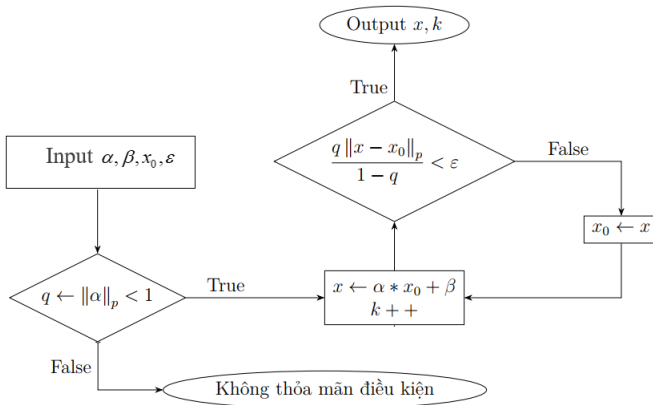 Output x, k
True
q ‖x − x₀‖ₚ / 1 − q < ε
False
Input α, β, x₀, ε
x₀ ← x
q ← ‖α‖ₚ < 1
True
x ← α ∗ x₀ + β
k + +
False
Không thỏa mãn điều kiện